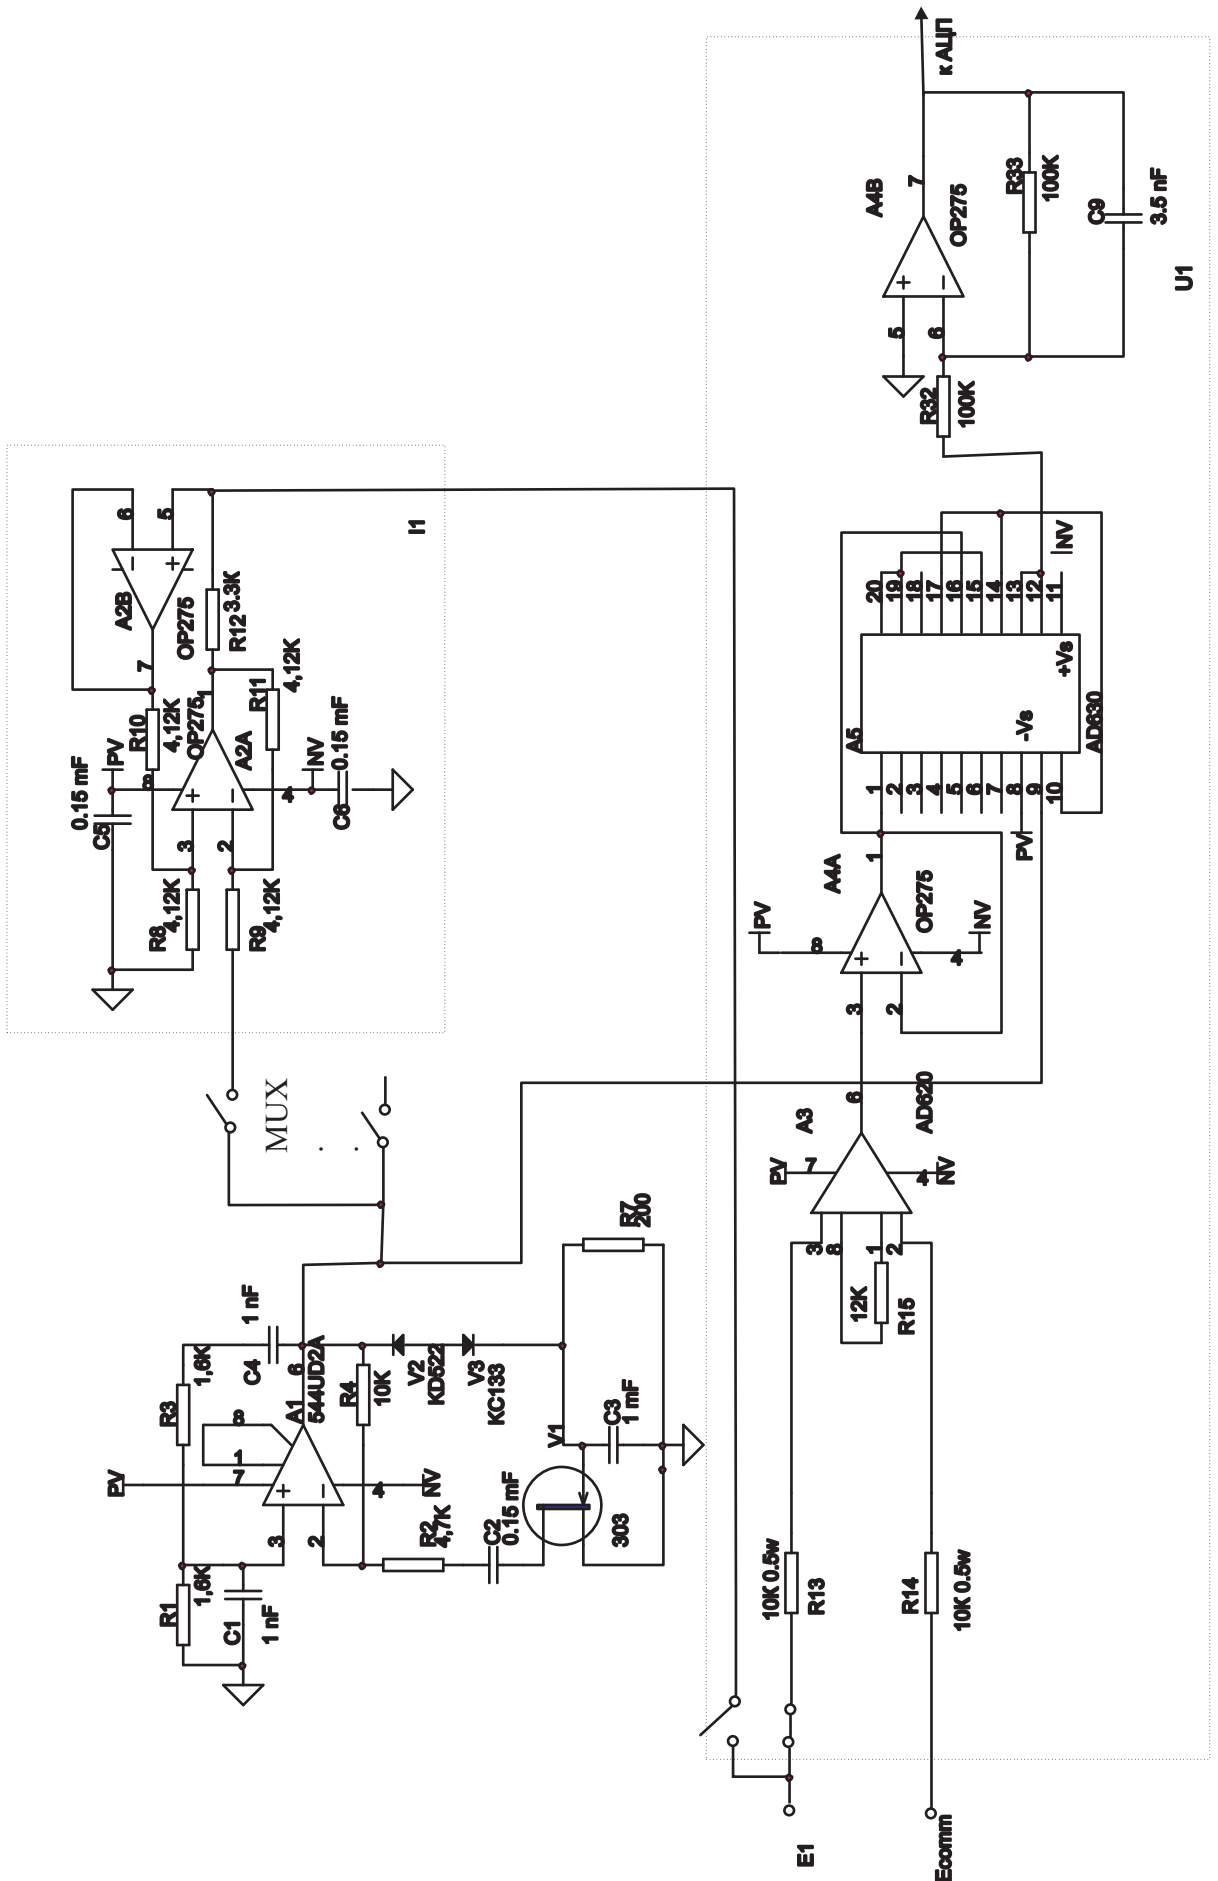 к АЦП
A4B
7
OP275
R33
100K
C9
3.5 nF
U1
5
6
R32
100K
I1
6
5
A2B
OP275
R12 3.3K
7
R10
4,12K
PV
8
0.15 mF
C5
OP275
1
A2A
R11
4,12K
NV
0.15 mF
4
C6
3
2
R8
4,12K
R9
4,12K
MUX
. .
20
19
18
17
16
15
14
13
12
11
NV
+Vs
-Vs
A5
AD630
1
2
3
4
5
6
7
8
9
10
PV
A4A
1
OP275
PV
8
NV
4
3
2
A3
6
AD620
PV
7
4
NV
3
8
1
2
12K
R15
R7
200
1 nF
C4
1,6K
R3
A1
6
544UD2A
8
1
7
PV
4
NV
R4
10K
V2
KD522
V3
KC133
V1
C3
1 mF
3
2
R2
4,7K
C2
0.15 mF
303
R1
1,6K
C1
1 nF
10K 0.5w
R13
R14
10K 0.5w
E1
Ecomm